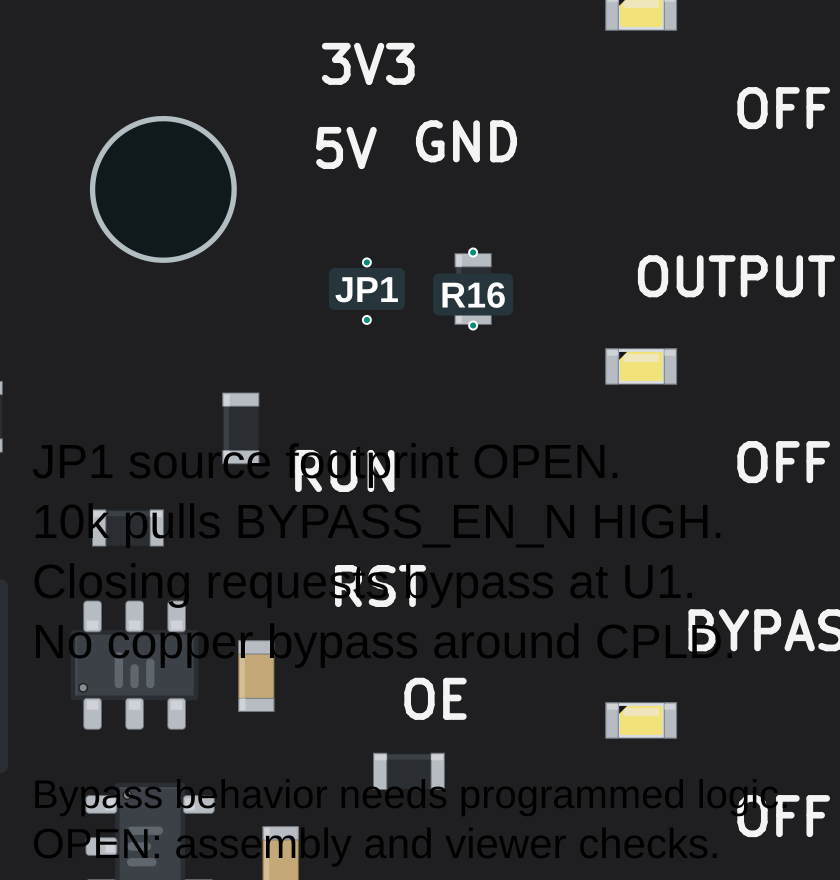 3V3
OFF
5V GND
OUTPUT
JP1 R16
OFF
JP1 source footprint OPEN.
RUN
10k pulls BYPASS_EN_N HIGH.
Closing requests bypass at U1.
RST
BYPAS
No copper bypass around CPLD.
OE
Bypass behavior needs programmed logic.
OFF
OPEN: assembly and viewer checks.